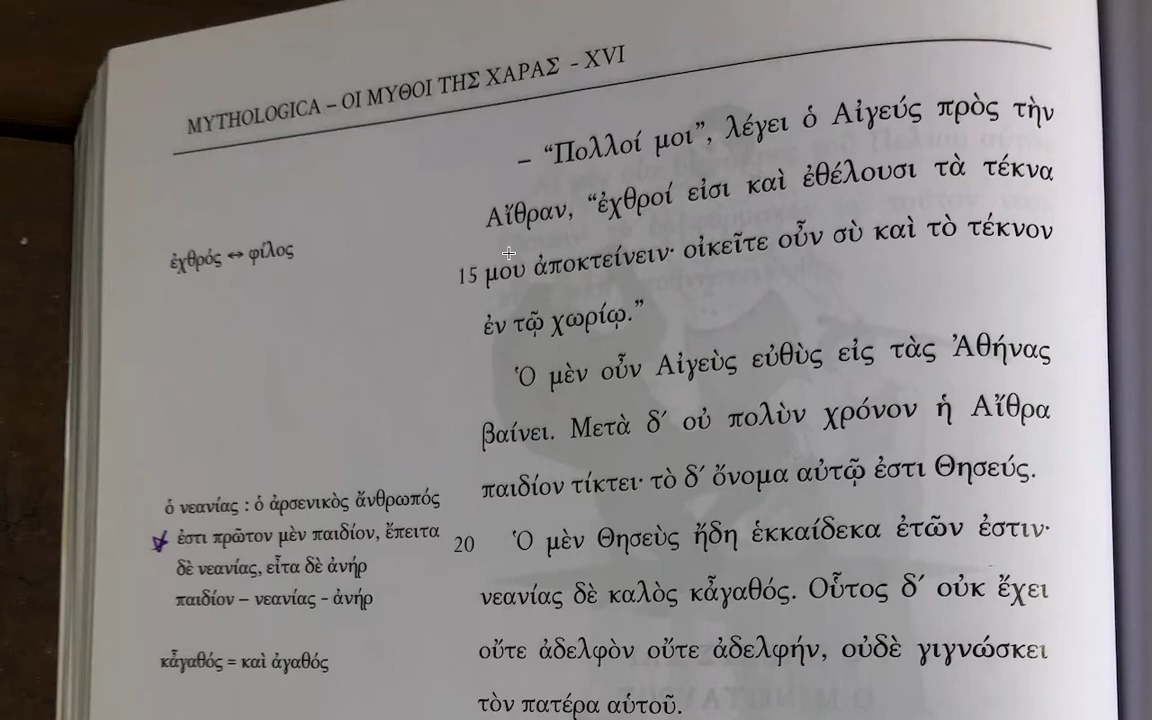 MYTHOLOGICA – ΟΙ ΜΥΘΟΙ ΤΗΣ ΧΑΡΑΣ - XVI
– “Πολλοί μοι”, λέγει ὁ Αἰγεύς πρὸς τὴν
Αἴθραν, “ἐχθροί εἰσι καὶ ἐθέλουσι τὰ τέκνα
ἐχθρός ↔ φίλος
15 μου ἀποκτείνειν· οἰκεῖτε οὖν σὺ καὶ τὸ τέκνον
ἐν τῷ χωρίῳ.”
Ὁ μὲν οὖν Αἰγεὺς εὐθὺς εἰς τὰς Ἀθήνας
βαίνει. Μετὰ δ’ οὐ πολὺν χρόνον ἡ Αἴθρα
παιδίον τίκτει· τὸ δ’ ὄνομα αὐτῷ ἐστι Θησεύς.
ὁ νεανίας : ὁ ἀρσενικὸς ἄνθρωπός
ἐστι πρῶτον μὲν παιδίον, ἔπειτα
δὲ νεανίας, εἶτα δὲ ἀνήρ
παιδίον – νεανίας - ἀνήρ
20 Ὁ μὲν Θησεὺς ἤδη ἑκκαίδεκα ἐτῶν ἐστιν·
νεανίας δὲ καλὸς κἆγαθός. Οὗτος δ’ οὐκ ἔχει
κἆγαθός = καὶ ἀγαθός
οὔτε ἀδελφὸν οὔτε ἀδελφήν, οὐδὲ γιγνώσκει
τὸν πατέρα αὑτοῦ.